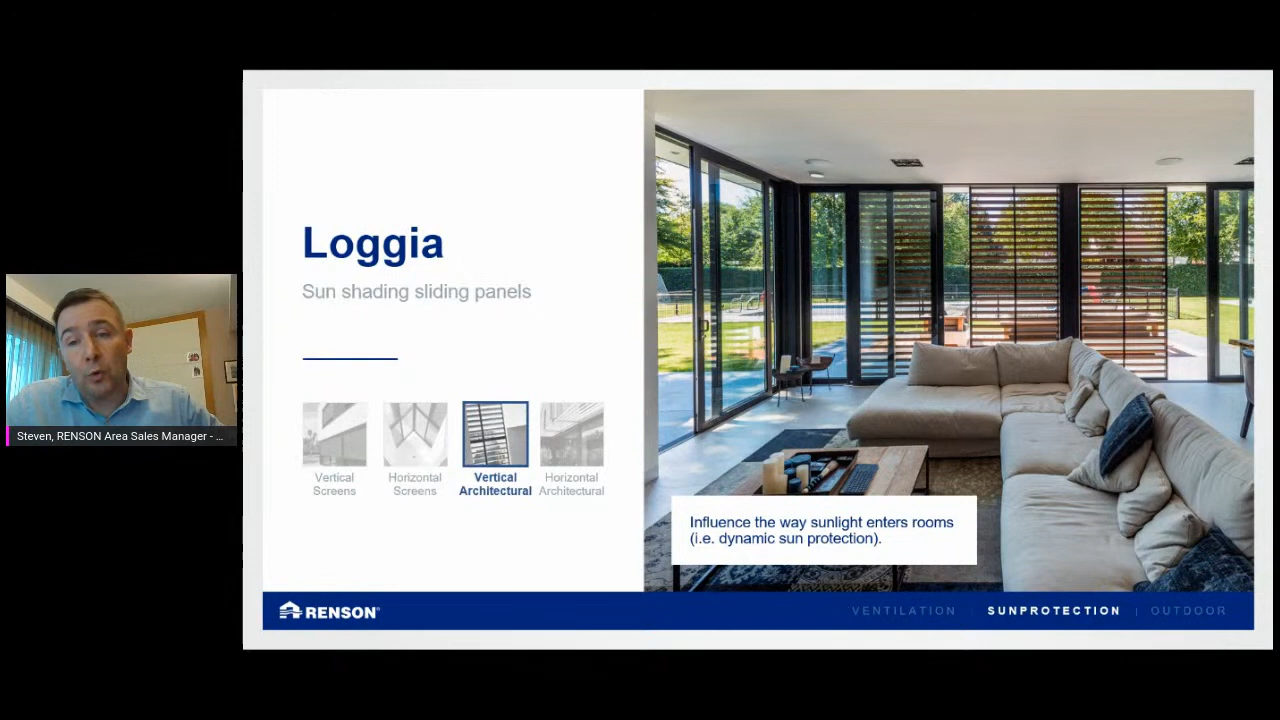 Loggia
Sun shading sliding panels
Vertical
Screens
Horizontal
Screens
Vertical
Architectural
Horizontal
Architectural
Influence the way sunlight enters rooms
(i.e. dynamic sun protection).
Steven, RENSON Area Sales Manager - ...
RENSON®
VENTILATION | SUNPROTECTION | OUTDOOR